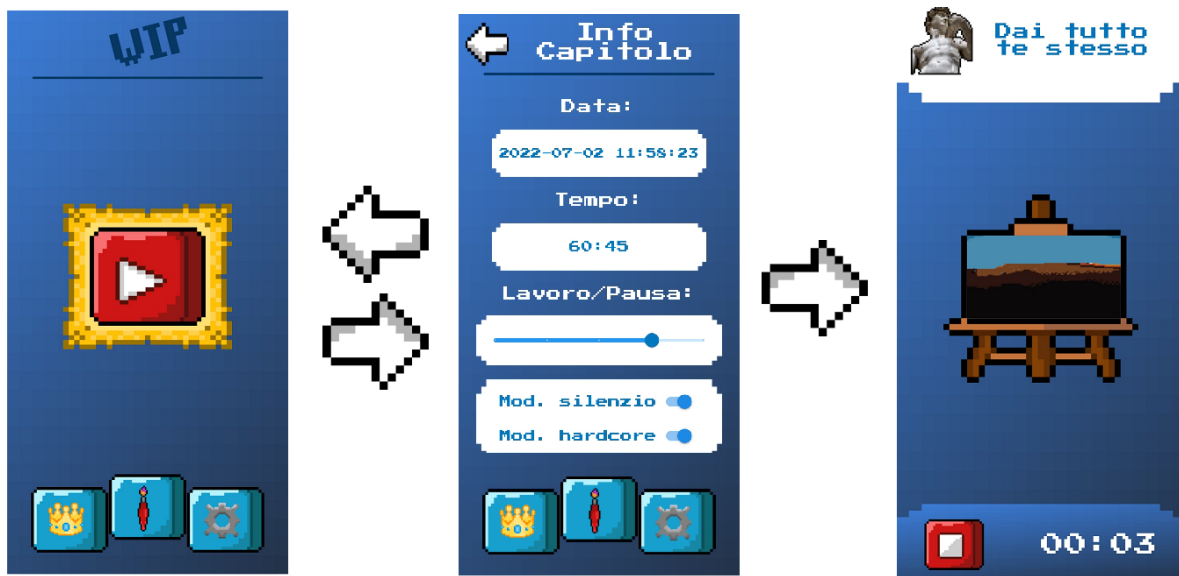 WIP
Info
Capitolo
Data:
2022-07-02 11:58:23
Tempo:
60:45
Lavoro/Pausa:
Mod. silenzio
Mod. hardcore
Dai tutto
te stesso
00:03